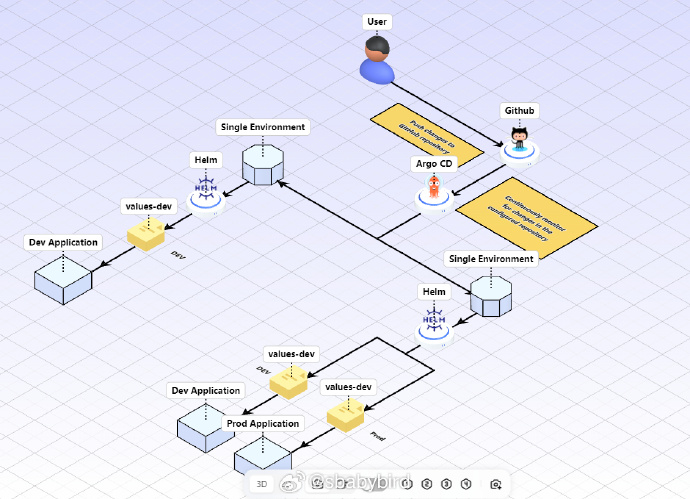 User
Github
Push changes to
GitHub repository
Single Environment
Argo CD
Helm
HELM
Continuously monitor
for changes in the
configured repository
values-dev
DEV
Dev Application
Single Environment
Helm
HELM
values-dev
DEV
values-dev
Dev Application
Prod Application
Prod
3D
@sbabybird